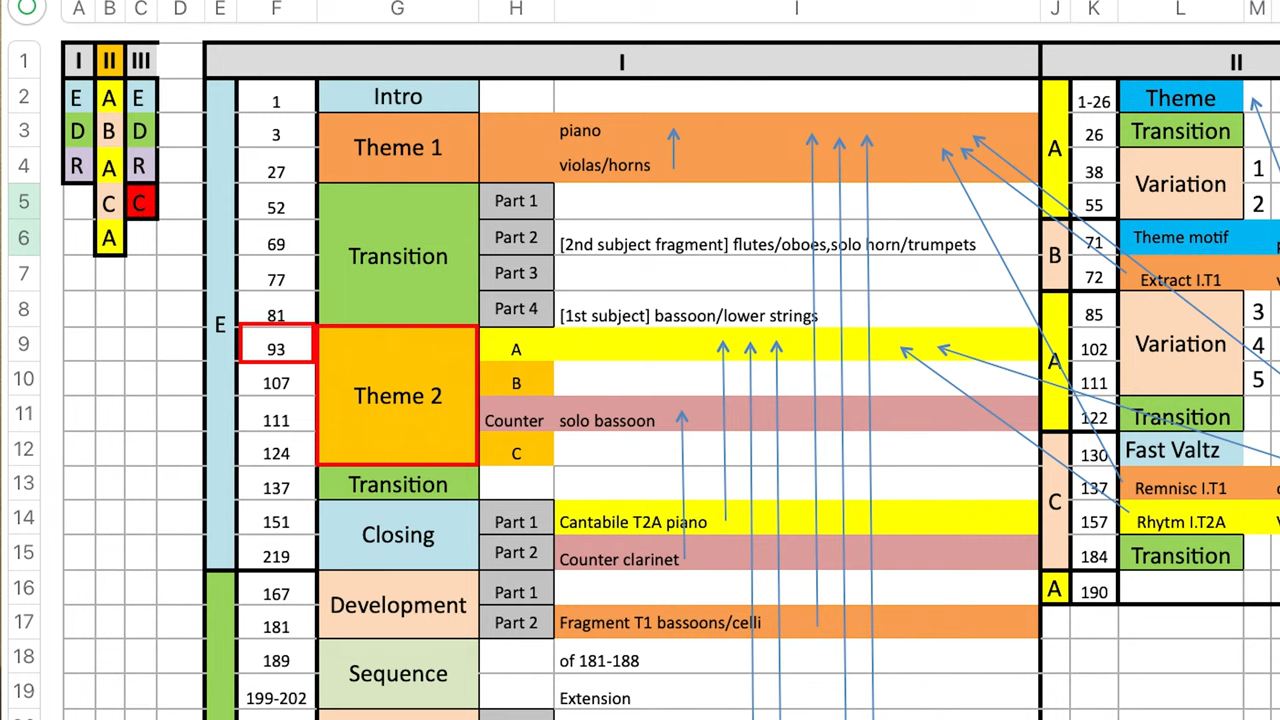 A B C D E F G H I J K L M
1 I II III I II
2 E A E 1 Intro A 1-26 Theme
3 D B D 3 Theme 1 piano 26 Transition
4 R A R 27 violas/horns 38 Variation 1
5 C C 52 Transition Part 1 55 2
6 A 69 Part 2 [2nd subject fragment] flutes/oboes,solo horn/trumpets B 71 Theme motif
7 77 Part 3 72 Extract I.T1
8 81 Part 4 [1st subject] bassoon/lower strings A 85 Variation 3
9 E 93 Theme 2 A 102 4
10 107 B 111 5
11 111 Counter solo bassoon 122 Transition
12 124 C C 130 Fast Valtz
13 137 Transition 137 Remnisc I.T1
14 151 Closing Part 1 Cantabile T2A piano 157 Rhytm I.T2A
15 219 Part 2 Counter clarinet 184 Transition
16 167 Development Part 1 A 190
17 181 Part 2 Fragment T1 bassoons/celli
18 189 Sequence of 181-188
19 199-202 Extension